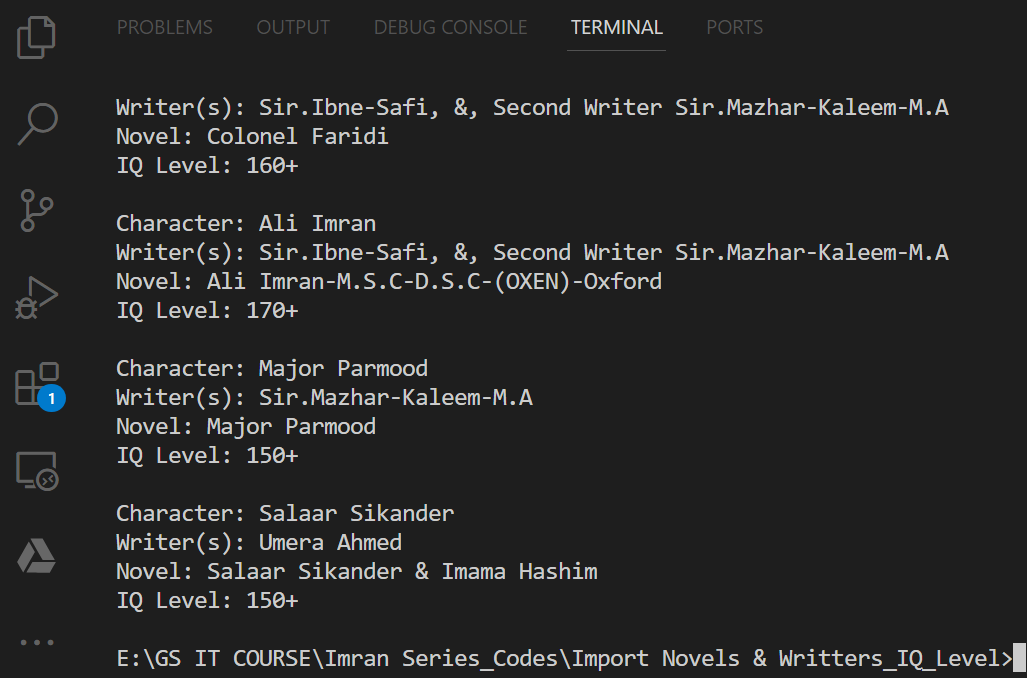 PROBLEMS OUTPUT DEBUG CONSOLE TERMINAL PORTS
Writer(s): Sir.Ibne-Safi, &, Second Writer Sir.Mazhar-Kaleem-M.A
Novel: Colonel Faridi
IQ Level: 160+
Character: Ali Imran
Writer(s): Sir.Ibne-Safi, &, Second Writer Sir.Mazhar-Kaleem-M.A
Novel: Ali Imran-M.S.C-D.S.C-(OXEN)-Oxford
IQ Level: 170+
Character: Major Parmood
Writer(s): Sir.Mazhar-Kaleem-M.A
Novel: Major Parmood
IQ Level: 150+
1
Character: Salaar Sikander
Writer(s): Umera Ahmed
Novel: Salaar Sikander & Imama Hashim
IQ Level: 150+
E:\GS IT COURSE\Imran Series_Codes\Import Novels & Writters_IQ_Level>